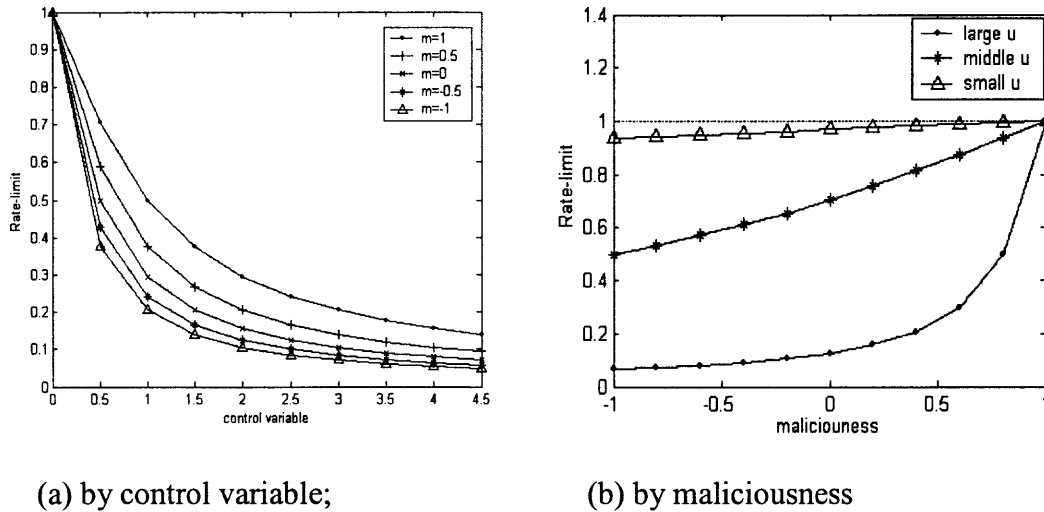 1
0.9
0.8
0.7
0.6
0.5
0.4
0.3
0.2
0.1
0
Rate-limit
0 0.5 1 1.5 2 2.5 3 3.5 4 4.5
control variable
m=1
m=0.5
m=0
m=-0.5
m=-1
1.4
1.2
1
0.8
0.6
0.4
0.2
0
Rate-limit
-1 -0.5 0 0.5 1
maliciouness
large u
middle u
small u
(a) by control variable;
(b) by maliciousness